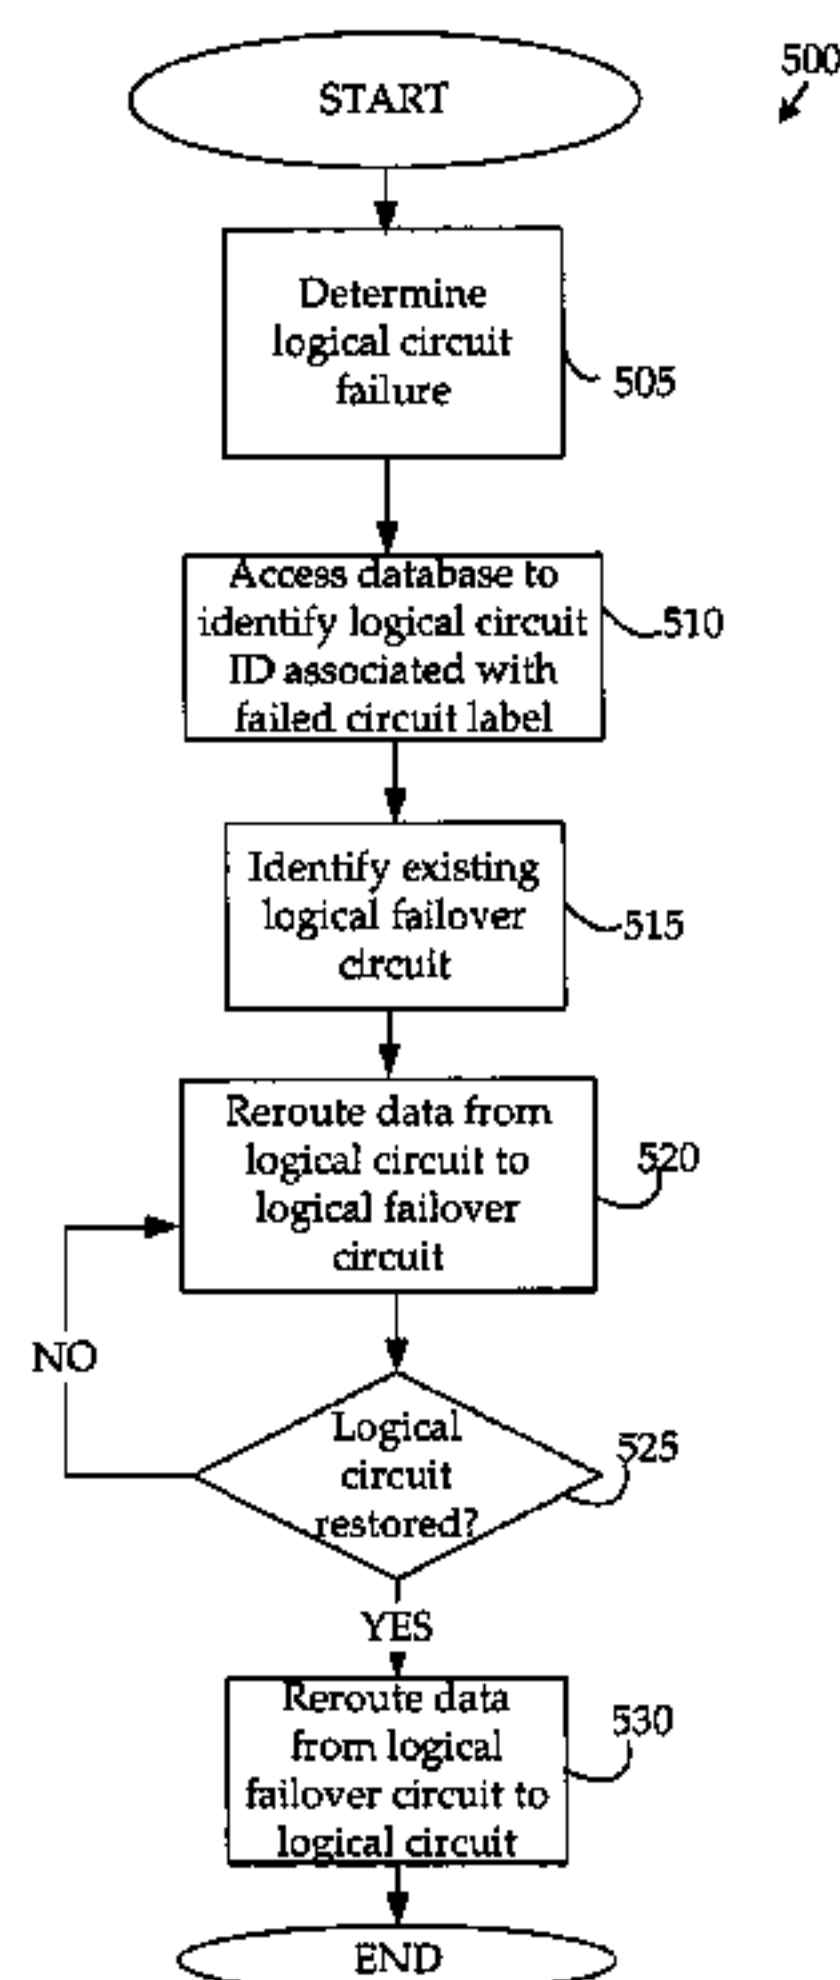 500
START
Determine
logical circuit
failure
505
Access database to
identify logical circuit
ID associated with
failed circuit label
510
Identify existing
logical failover
circuit
515
Reroute data from
logical circuit to
logical failover
circuit
520
NO
Logical
circuit
restored?
525
YES
Reroute data
from logical
failover circuit to
logical circuit
530
END